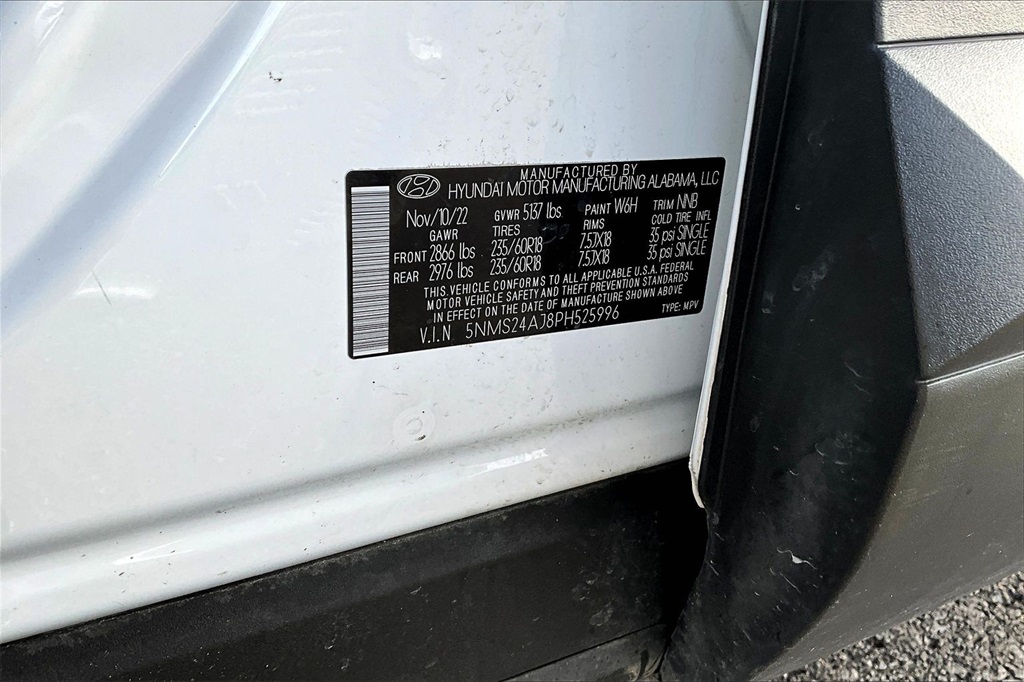 MANUFACTURED BY
HYUNDAI MOTOR MANUFACTURING ALABAMA, LLC
Nov/10/22 GVWR 5137 lbs PAINT W6H TRIM NNB
GAWR TIRES RIMS COLD TIRE INFL
FRONT 2866 lbs 235/60R18 7.5JX18 35 psi SINGLE
REAR 2976 lbs 235/60R18 7.5JX18 35 psi SINGLE
THIS VEHICLE CONFORMS TO ALL APPLICABLE U.S.A. FEDERAL
MOTOR VEHICLE SAFETY AND THEFT PREVENTION STANDARDS
IN EFFECT ON THE DATE OF MANUFACTURE SHOWN ABOVE
V.I.N 5NMS24AJ8PH525996 TYPE: MPV